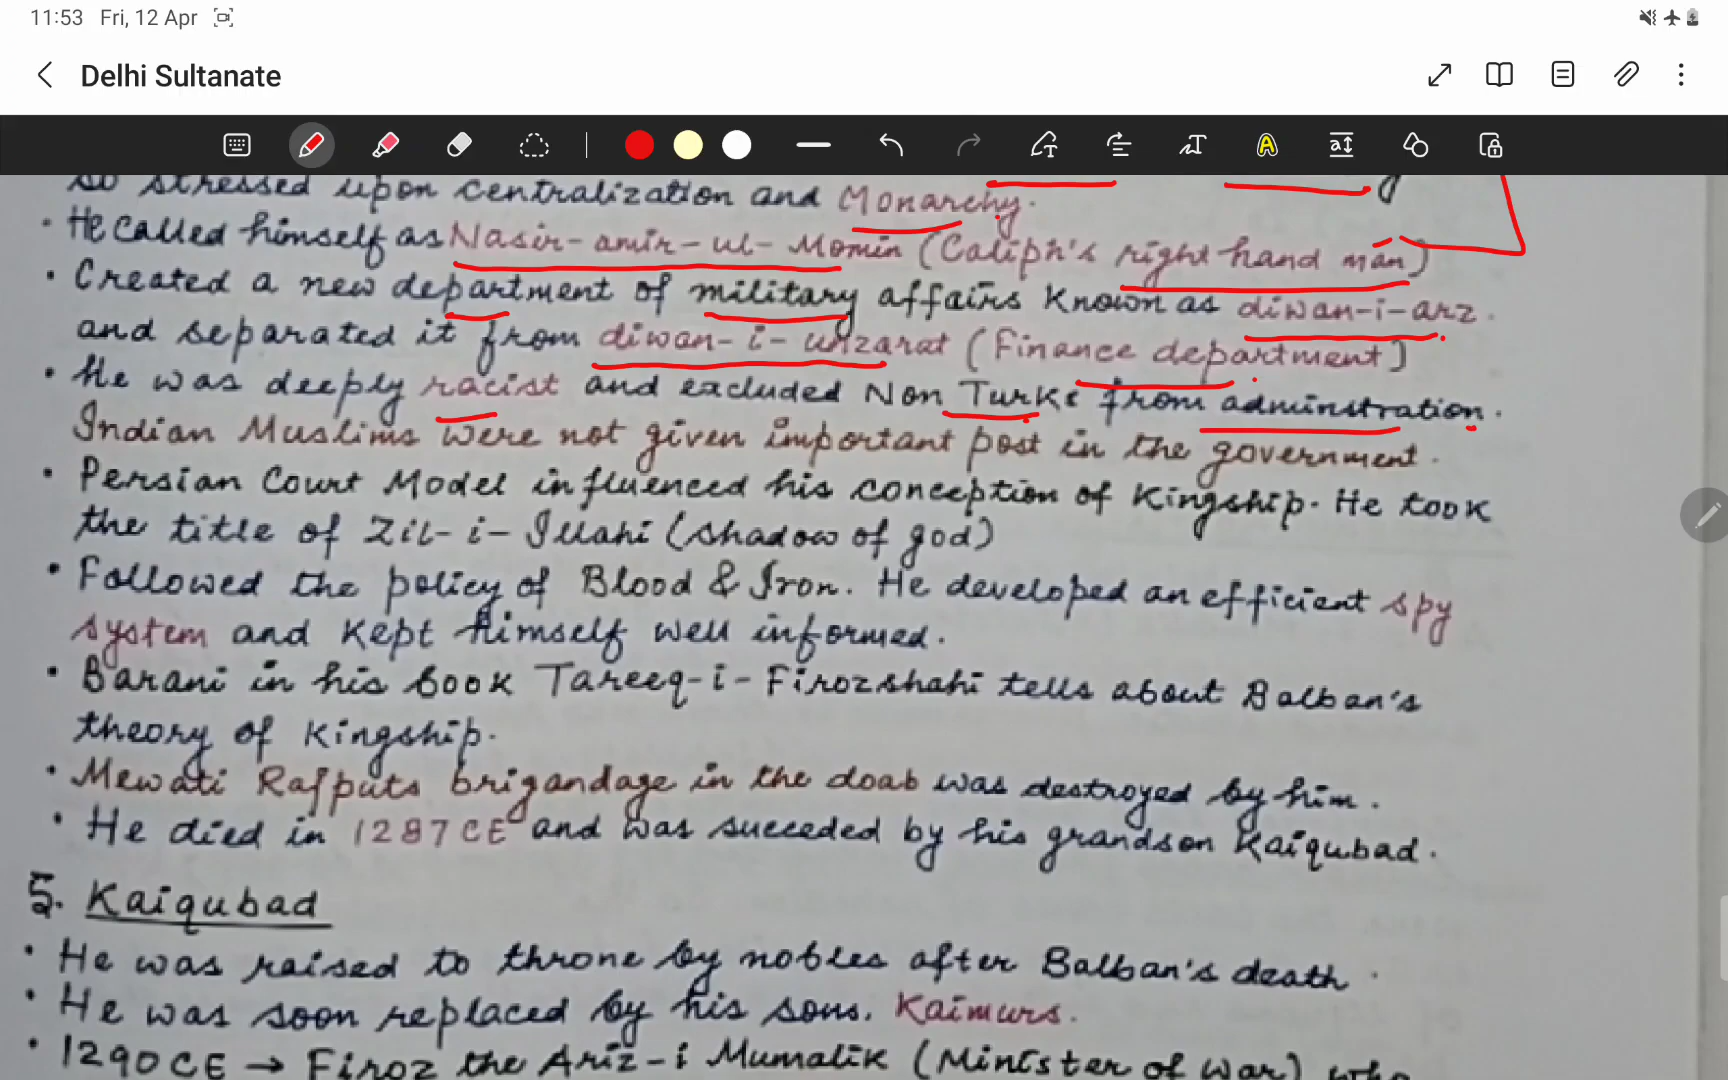 11:53 Fri, 12 Apr
Delhi Sultanate
so stressed upon centralization and Monarchy.
• He called himself as Nasir-amir-ul-Momin (Caliph's right hand man)
• Created a new department of military affairs known as diwan-i-arz.
and separated it from diwan-i-wizarat (Finance department)
• He was deeply racist and excluded Non Turks from adminstration.
Indian Muslims were not given important post in the government.
• Persian Court Model influenced his conception of Kingship. He took
the title of Zil-i-Illahi (shadow of god)
• Followed the policy of Blood & Iron. He developed an efficient spy
system and kept himself well informed.
• Barani in his book Tareeq-i-Firozshahi tells about Balban's
theory of Kingship.
• Mewati Rajputs brigandage in the doab was destroyed by him.
• He died in 1287 CE and was succeded by his grandson Kaiqubad.
5. Kaiqubad
• He was raised to throne by nobles after Balban's death.
• He was soon replaced by his sons. Kaimurs.
• 1290 CE → Firoz the Ariz-i Mumalik (Minister of war) who